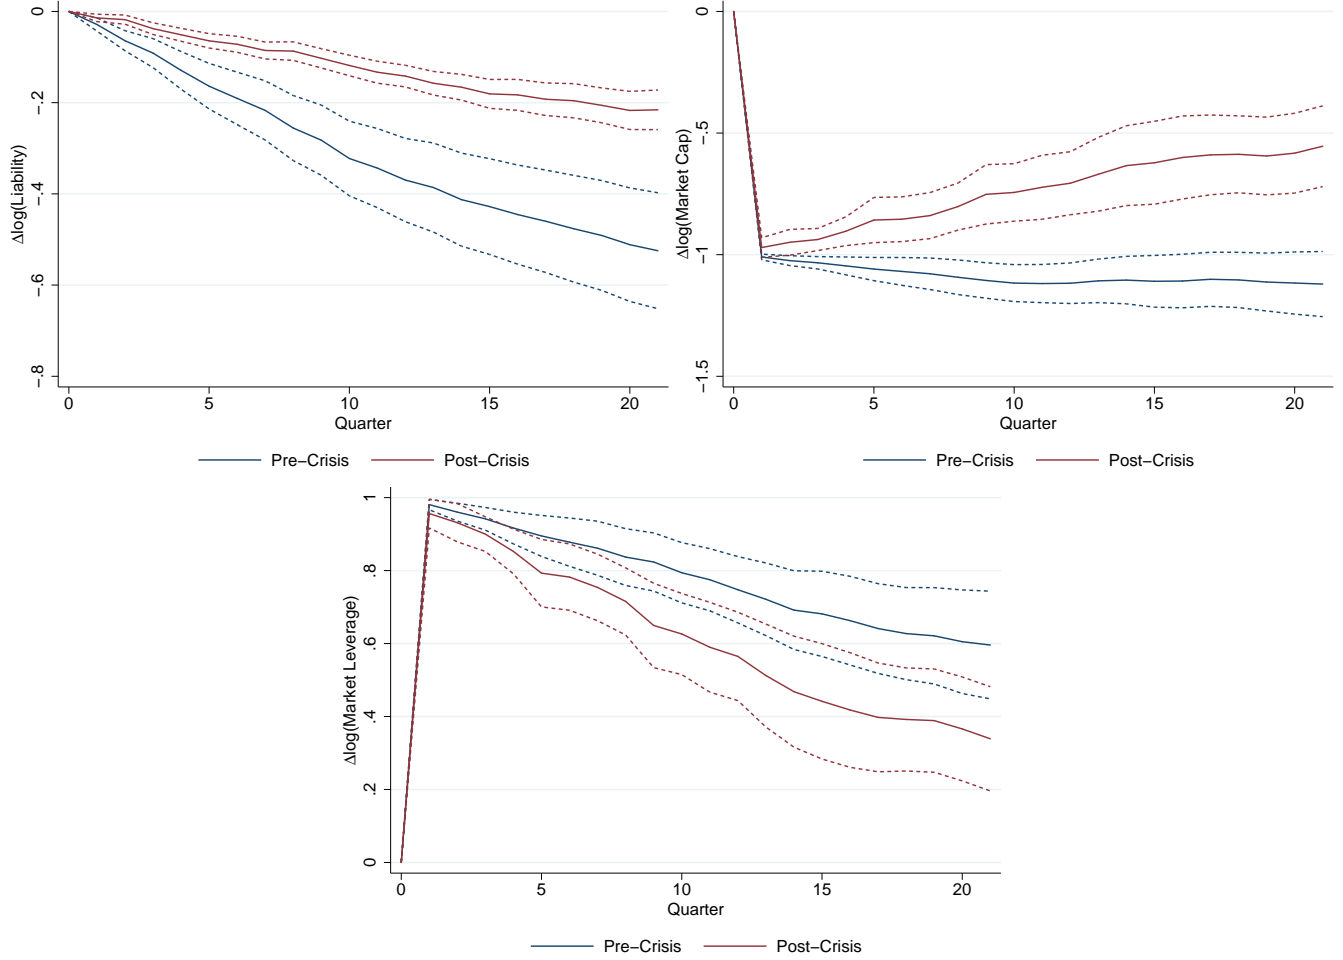 Δlog(Liability)
0
−.2
−.4
−.6
−.8
0 5 10 15 20
Quarter
Pre−Crisis Post−Crisis
Δlog(Market Cap)
0
−.5
−1
−1.5
0 5 10 15 20
Quarter
Pre−Crisis Post−Crisis
Δlog(Market Leverage)
1
.8
.6
.4
.2
0
0 5 10 15 20
Quarter
Pre−Crisis Post−Crisis